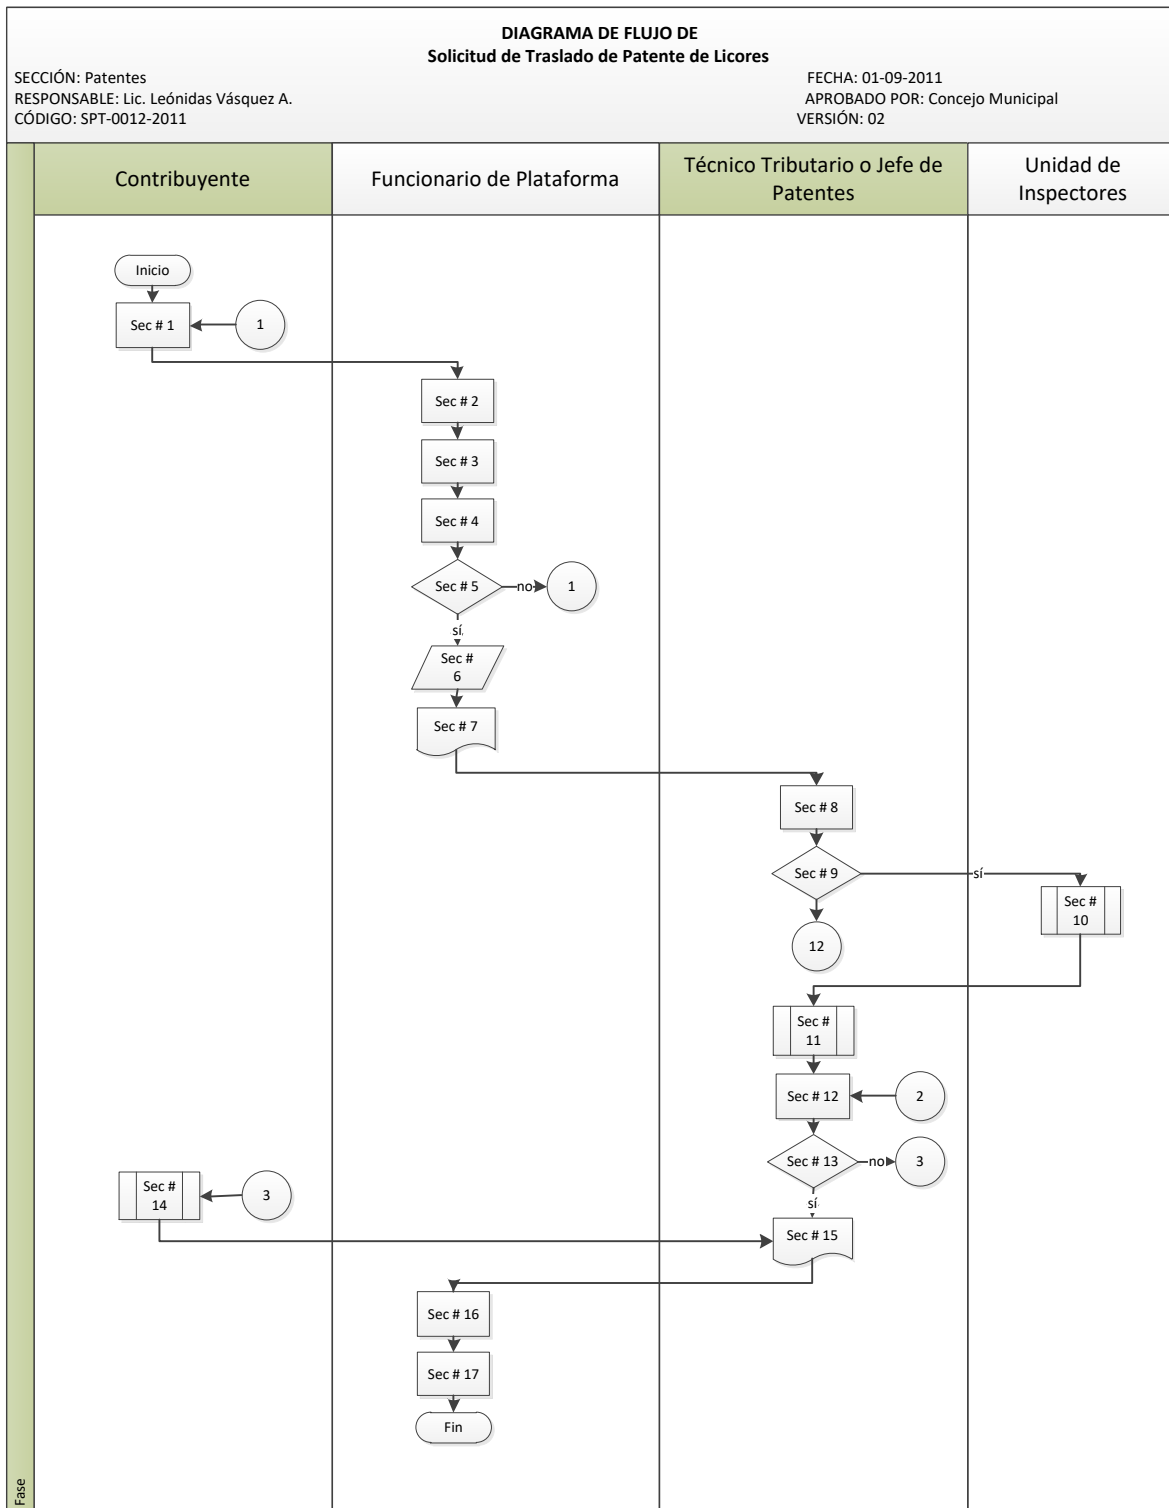 DIAGRAMA DE FLUJO DE
Solicitud de Traslado de Patente de Licores
SECCIÓN: Patentes
FECHA: 01-09-2011
RESPONSABLE: Lic. Leónidas Vásquez A.
APROBADO POR: Concejo Municipal
CÓDIGO: SPT-0012-2011
VERSIÓN: 02
Contribuyente
Funcionario de Plataforma
Técnico Tributario o Jefe de
Patentes
Unidad de
Inspectores
Inicio
Sec # 1
1
Sec # 2
Sec # 3
Sec # 4
Sec # 5
no
1
sí
Sec #
6
Sec # 7
Sec # 8
Sec # 9
sí
Sec #
10
12
Sec #
11
Sec # 12
2
Sec # 13
no
3
Sec #
14
3
sí
Sec # 15
Sec # 16
Sec # 17
Fin
Fase